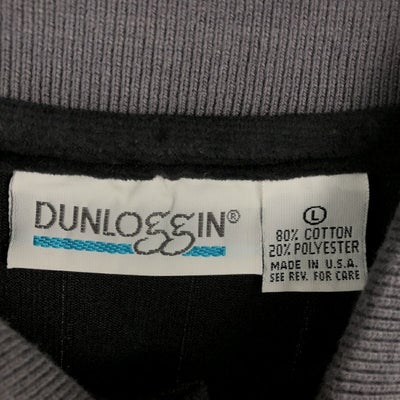 DUNLOGGIN®
L
80% COTTON
20% POLYESTER
MADE IN U.S.A.
SEE REV. FOR CARE